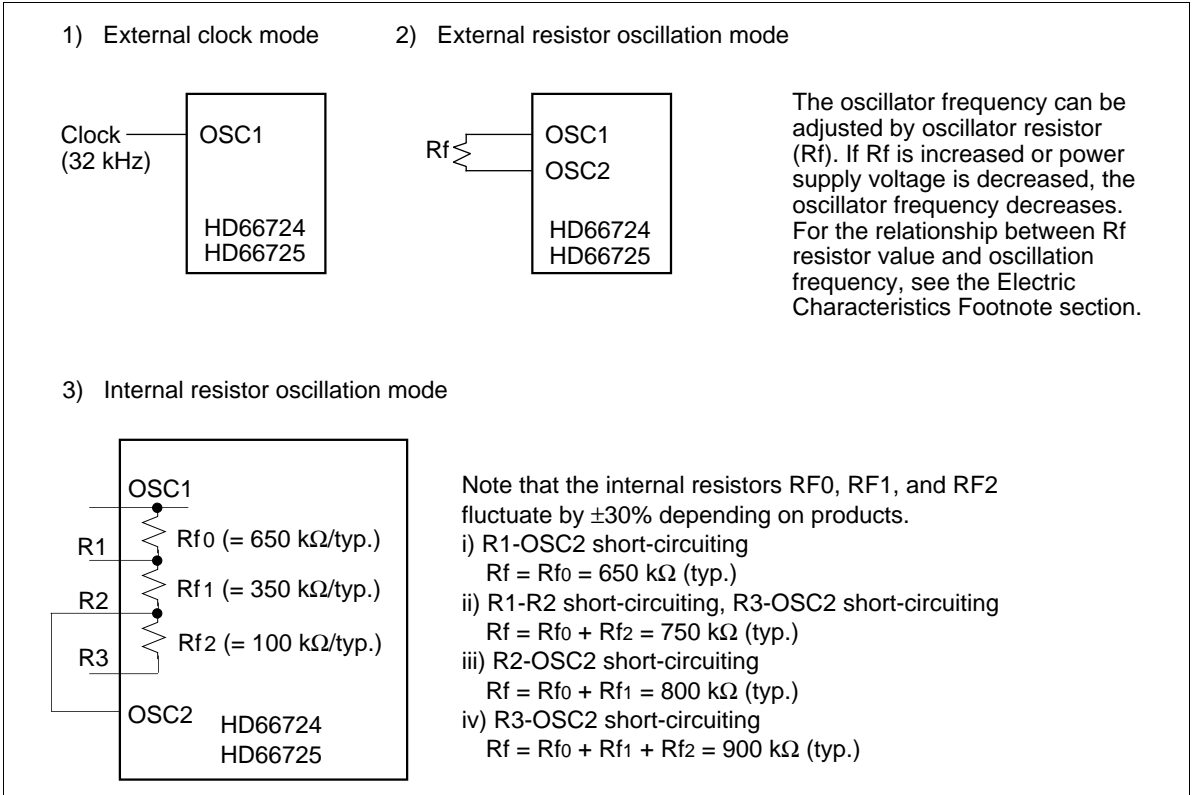 1) External clock mode
2) External resistor oscillation mode
Clock
(32 kHz)
OSC1
HD66724
HD66725
Rf
OSC1
OSC2
HD66724
HD66725
The oscillator frequency can be
adjusted by oscillator resistor
(Rf). If Rf is increased or power
supply voltage is decreased, the
oscillator frequency decreases.
For the relationship between Rf
resistor value and oscillation
frequency, see the Electric
Characteristics Footnote section.
3) Internal resistor oscillation mode
OSC1
Rf0 (= 650 kΩ/typ.)
R1
Rf1 (= 350 kΩ/typ.)
R2
Rf2 (= 100 kΩ/typ.)
R3
OSC2
HD66724
HD66725
Note that the internal resistors RF0, RF1, and RF2
fluctuate by ±30% depending on products.
i) R1-OSC2 short-circuiting
Rf = Rf0 = 650 kΩ (typ.)
ii) R1-R2 short-circuiting, R3-OSC2 short-circuiting
Rf = Rf0 + Rf2 = 750 kΩ (typ.)
iii) R2-OSC2 short-circuiting
Rf = Rf0 + Rf1 = 800 kΩ (typ.)
iv) R3-OSC2 short-circuiting
Rf = Rf0 + Rf1 + Rf2 = 900 kΩ (typ.)